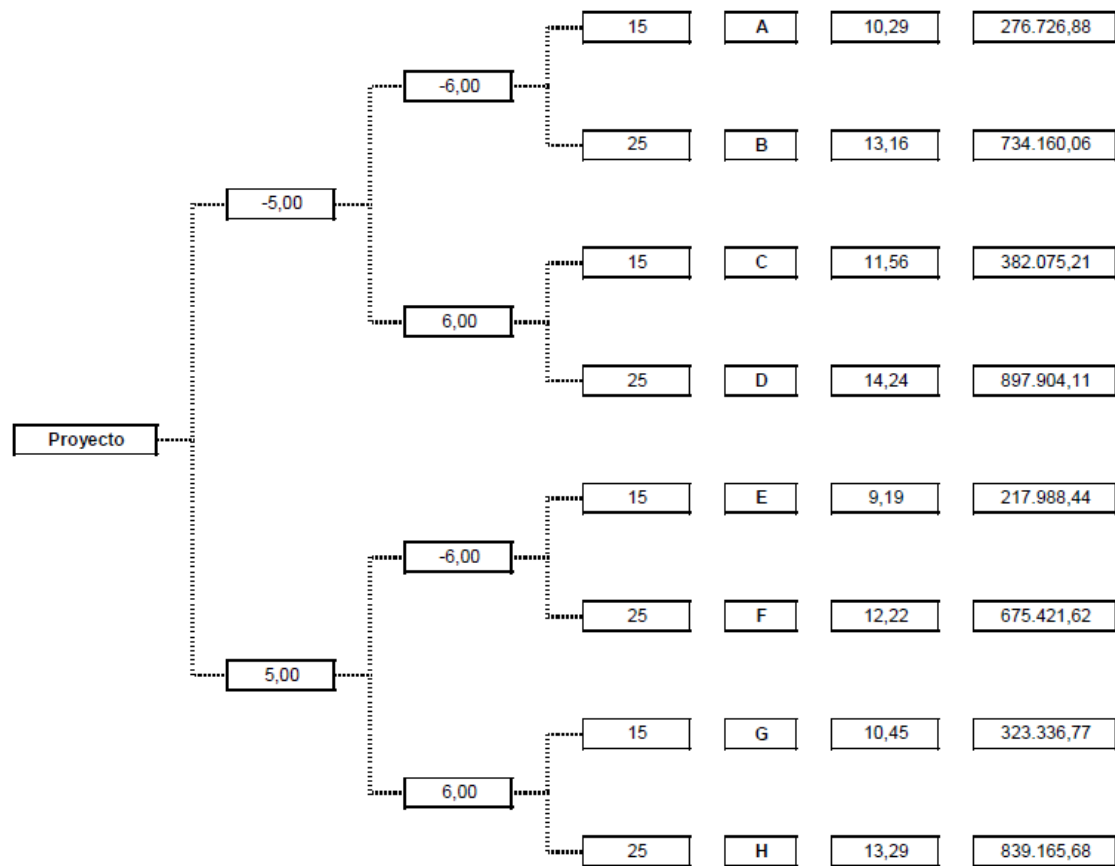 15 A 10,29 276.726,88
-6,00
25 B 13,16 734.160,06
-5,00
15 C 11,56 382.075,21
6,00
25 D 14,24 897.904,11
Proyecto
15 E 9,19 217.988,44
-6,00
25 F 12,22 675.421,62
5,00
15 G 10,45 323.336,77
6,00
25 H 13,29 839.165,68